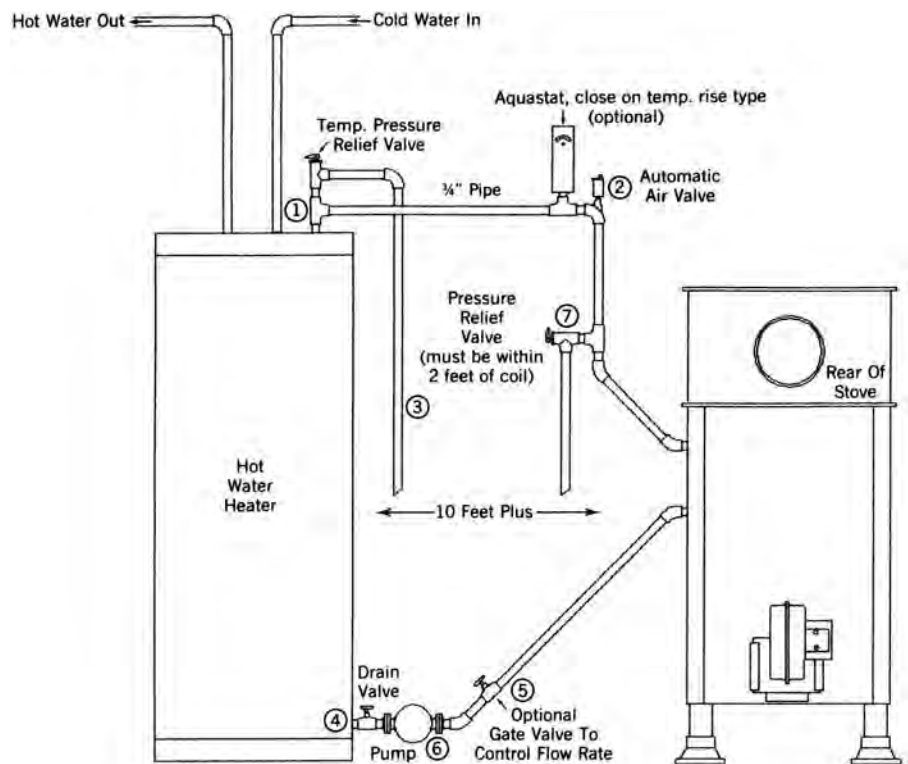 Hot Water Out
Cold Water In
Aquastat, close on temp. rise type
(optional)
Temp. Pressure
Relief Valve
①
¾" Pipe
②
Automatic
Air Valve
Pressure
Relief
Valve
(must be within
2 feet of coil)
⑦
Rear Of
Stove
③
Hot
Water
Heater
10 Feet Plus
Drain
Valve
④
Pump
⑥
⑤
Optional
Gate Valve To
Control Flow Rate